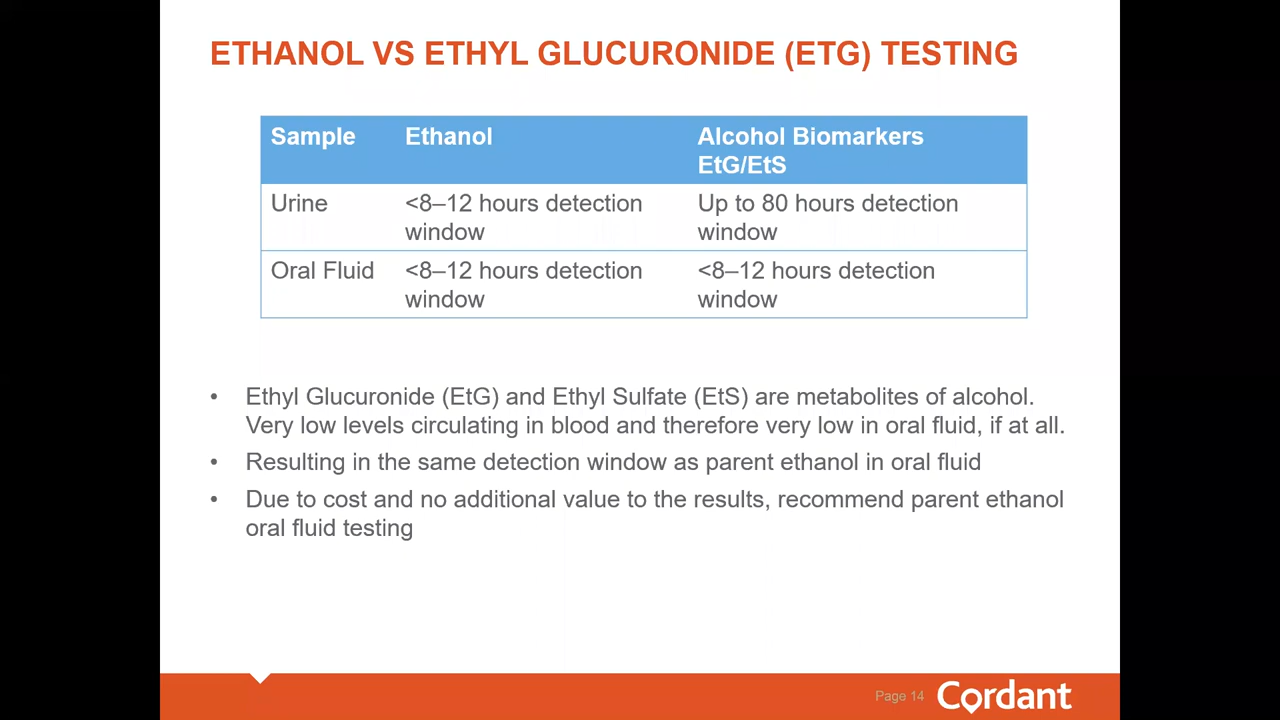 ETHANOL VS ETHYL GLUCURONIDE (ETG) TESTING
Sample Ethanol Alcohol Biomarkers
EtG/EtS
Urine <8–12 hours detection Up to 80 hours detection
window window
Oral Fluid <8–12 hours detection <8–12 hours detection
window window
• Ethyl Glucuronide (EtG) and Ethyl Sulfate (EtS) are metabolites of alcohol.
Very low levels circulating in blood and therefore very low in oral fluid, if at all.
• Resulting in the same detection window as parent ethanol in oral fluid
• Due to cost and no additional value to the results, recommend parent ethanol
oral fluid testing
Page 14 Cordant